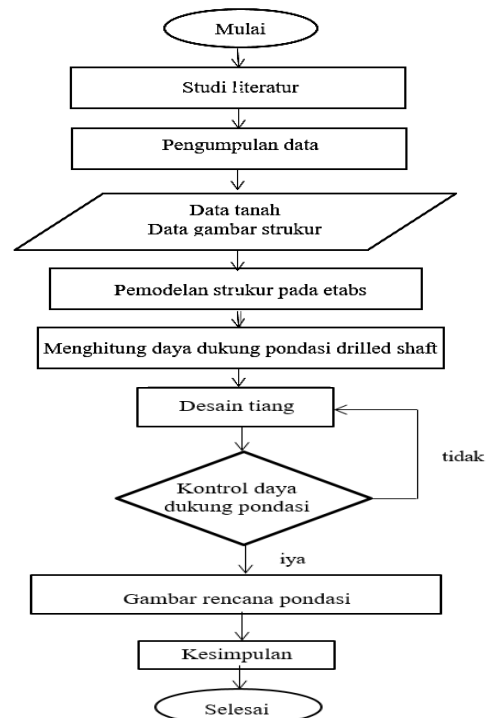 Mulai
Studi literatur
Pengumpulan data
Data tanah
Data gambar strukur
Pemodelan strukur pada etabs
Menghitung daya dukung pondasi drilled shaft
Desain tiang
tidak
Kontrol daya
dukung pondasi
iya
Gambar rencana pondasi
Kesimpulan
Selesai